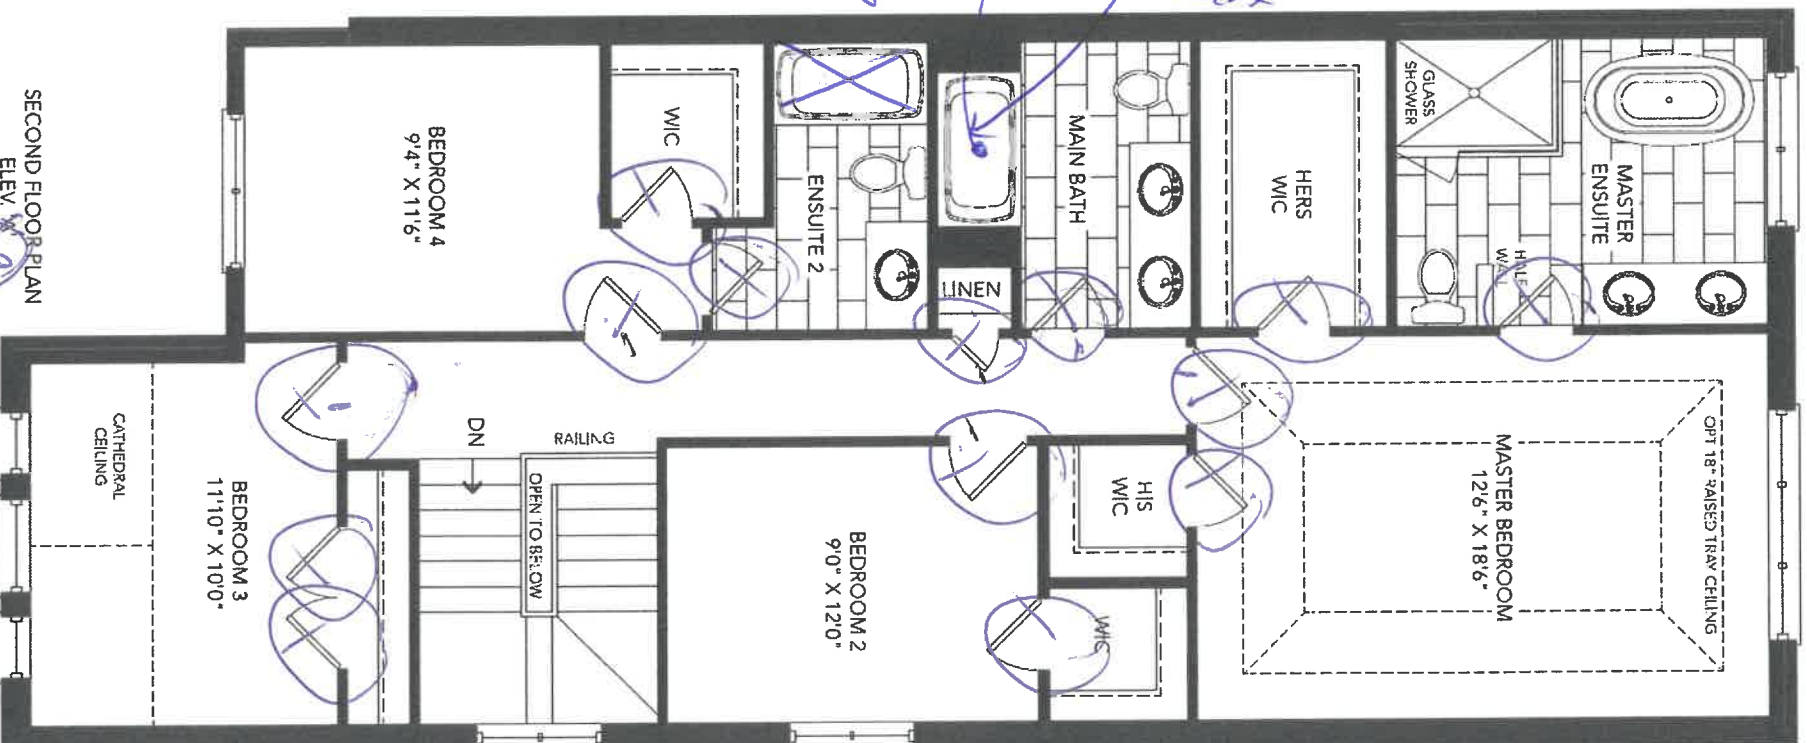 SECOND FLOOR PLAN
ELEV.
BEDROOM 4
9'4" X 11'6"
WIC
ENSUITE 2
LINEN
MAIN BATH
HERS
WIC
GLASS
SHOWER
MASTER
ENSUITE
HALF
CATHEDRAL
CEILING
BEDROOM 3
11'10" X 10'0"
DN
RAILING
OPEN TO BELOW
BEDROOM 2
9'0" X 12'0"
HIS
WIC
WIC
MASTER BEDROOM
12'6" X 18'6"
OPT 18" RAISED TRAY CEILING